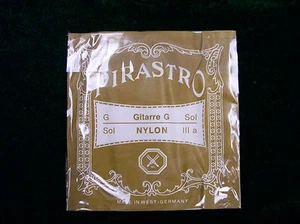 PIRASTRO
G Gitarre G Sol
Sol NYLON III a
MADE IN WEST-GERMANY